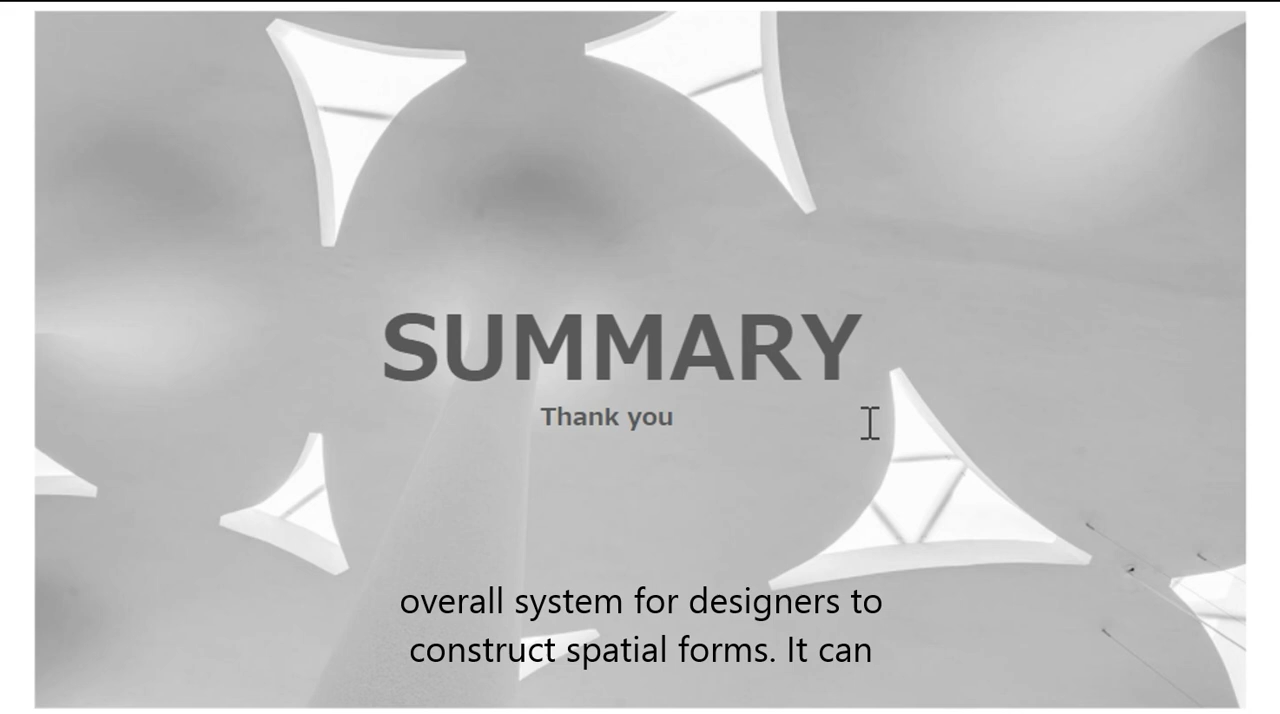 SUMMARY
Thank you
overall system for designers to
construct spatial forms. It can